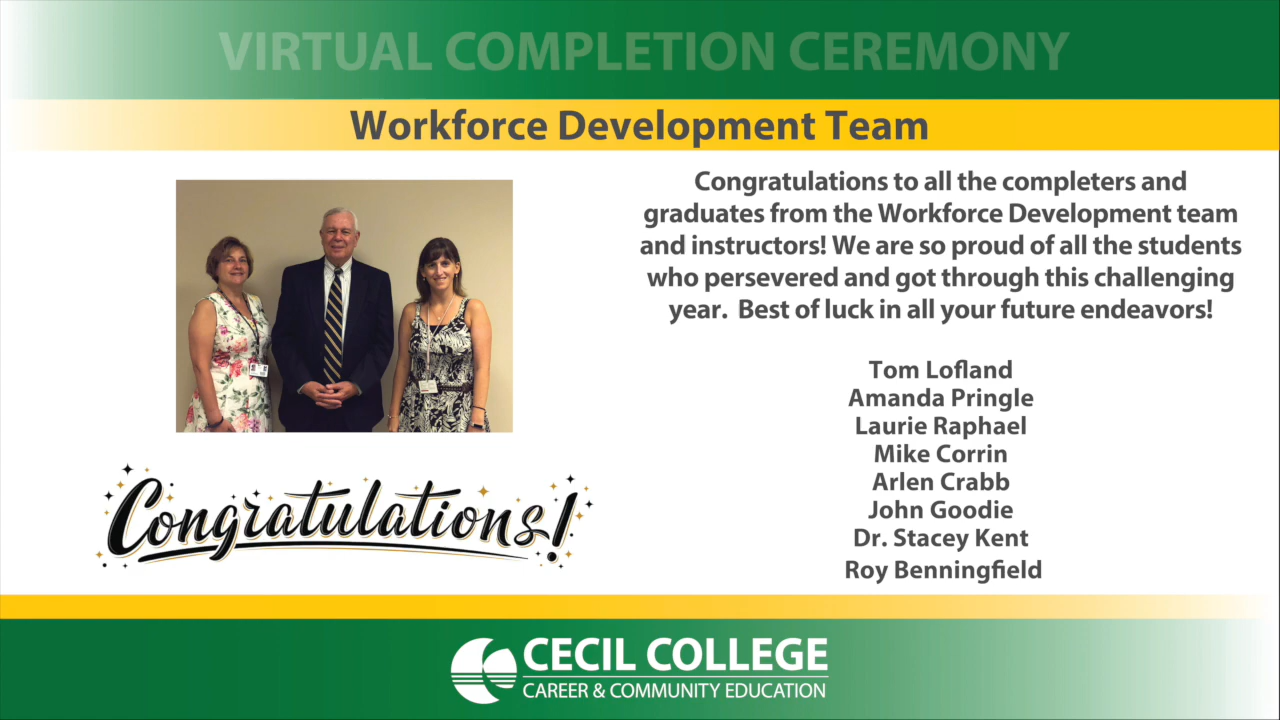 VIRTUAL COMPLETION CEREMONY
Workforce Development Team
Congratulations to all the completers and
graduates from the Workforce Development team
and instructors! We are so proud of all the students
who persevered and got through this challenging
year.  Best of luck in all your future endeavors!
Tom Lofland
Amanda Pringle
Laurie Raphael
Mike Corrin
Arlen Crabb
John Goodie
Dr. Stacey Kent
Roy Benningfield
Congratulations!
CECIL COLLEGE
CAREER & COMMUNITY EDUCATION